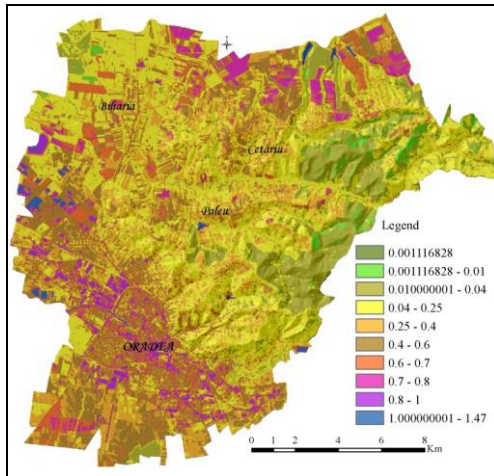 Biharia
Cetariu
Paleu
ORADEA
Legend
0.001116828
0.001116828 - 0.01
0.010000001 - 0.04
0.04 - 0.25
0.25 - 0.4
0.4 - 0.6
0.6 - 0.7
0.7 - 0.8
0.8 - 1
1.000000001 - 1.47
0 2 4 8
Km